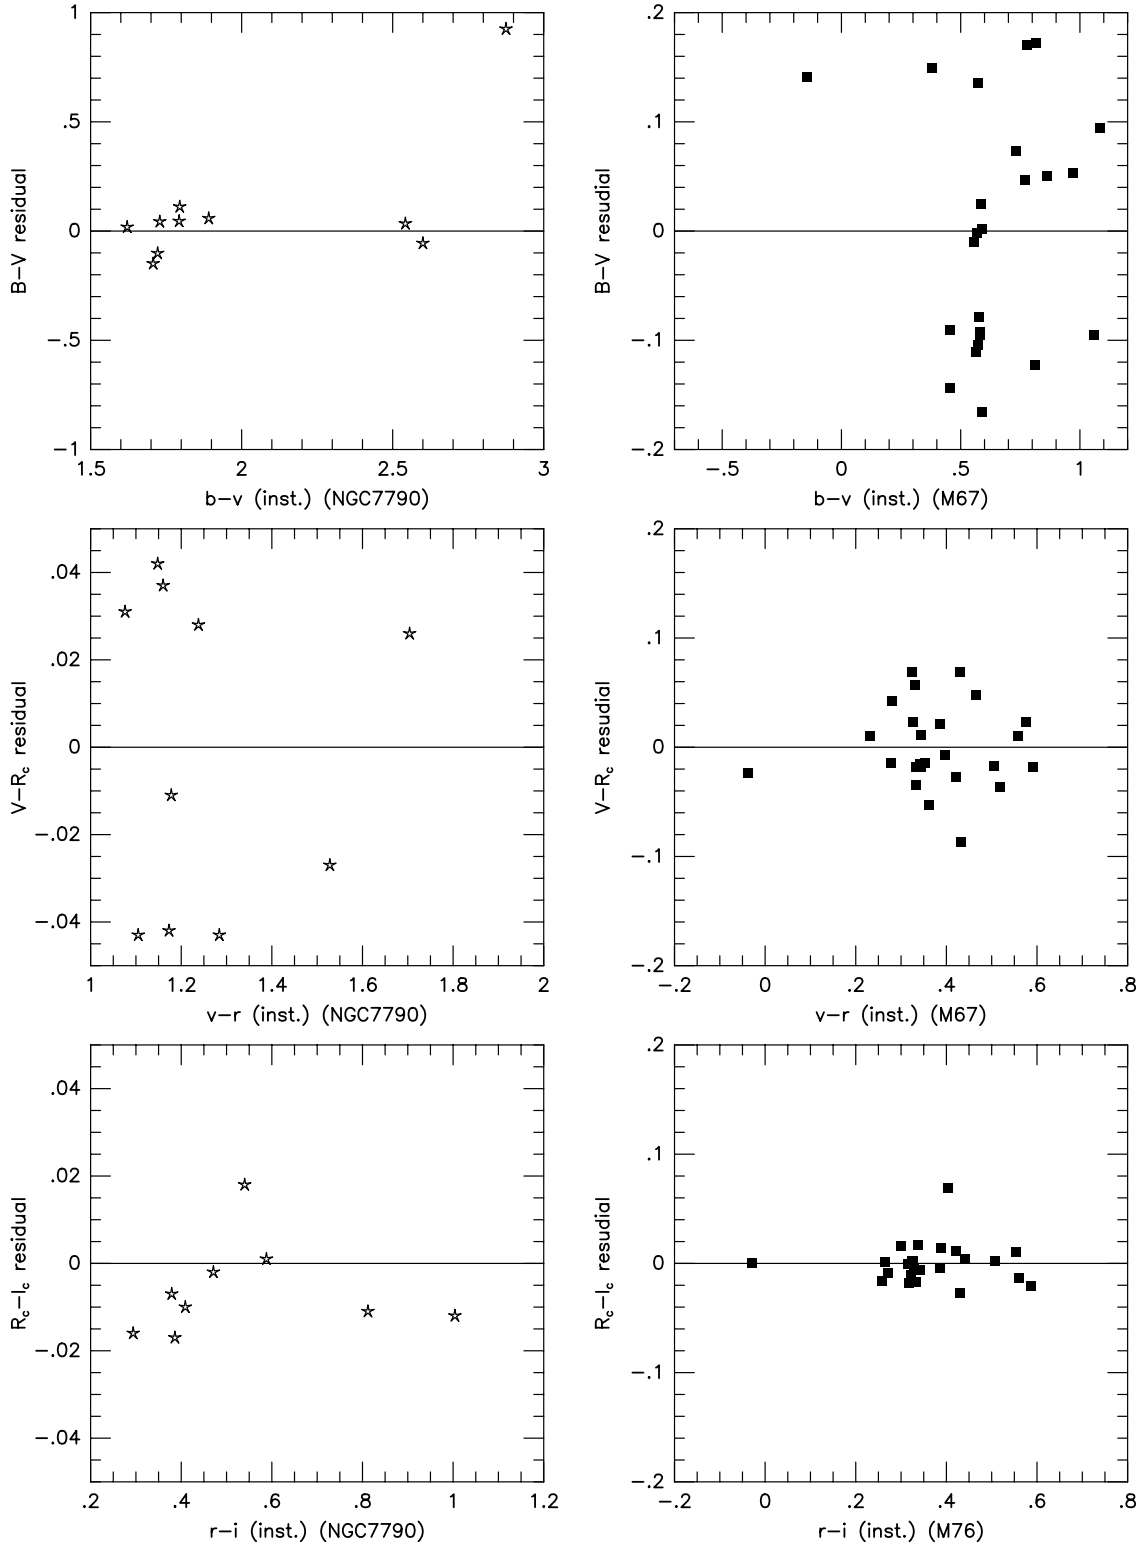 1
.5
0
−.5
−1
B−V residual
1.5 2 2.5 3
b−v (inst.) (NGC7790)
.2
.1
0
−.1
−.2
B−V resudial
−.5 0 .5 1
b−v (inst.) (M67)
.04
.02
0
−.02
−.04
V−Rc residual
1 1.2 1.4 1.6 1.8 2
v−r (inst.) (NGC7790)
.2
.1
0
−.1
−.2
V−Rc resudial
−.2 0 .2 .4 .6 .8
v−r (inst.) (M67)
.04
.02
0
−.02
−.04
Rc−Ic residual
.2 .4 .6 .8 1 1.2
r−i (inst.) (NGC7790)
.2
.1
0
−.1
−.2
Rc−Ic resudial
−.2 0 .2 .4 .6 .8
r−i (inst.) (M76)